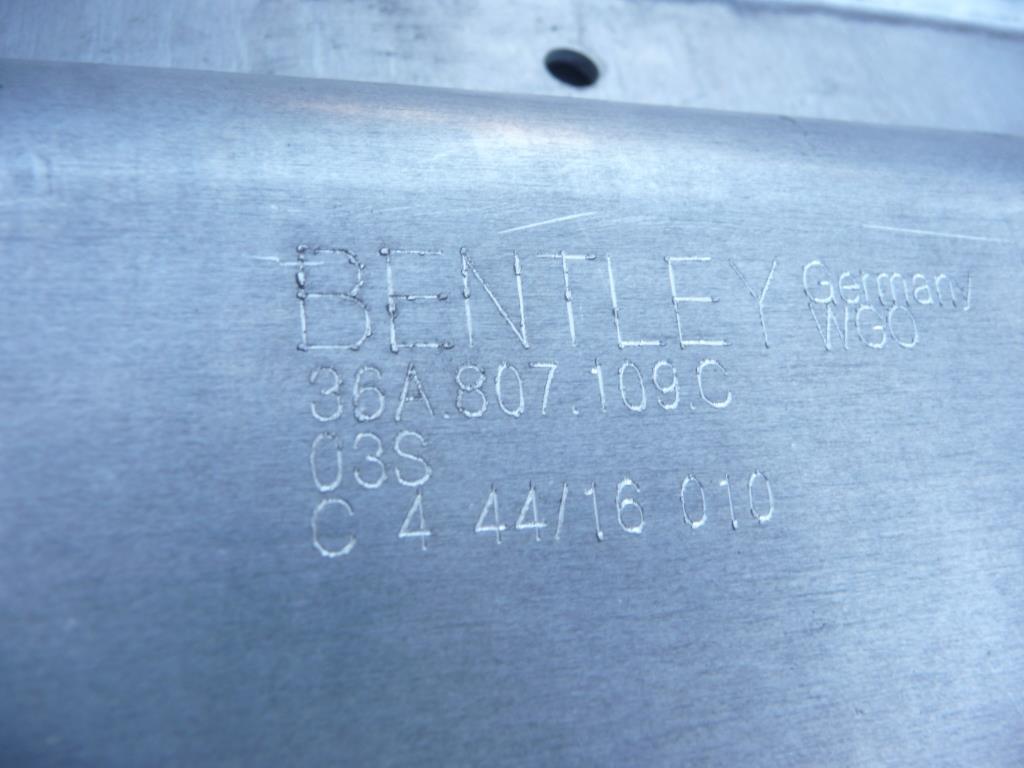 BENTLEY Germany
WGO
36A.807.109.C
03S
C 4 44/16 010